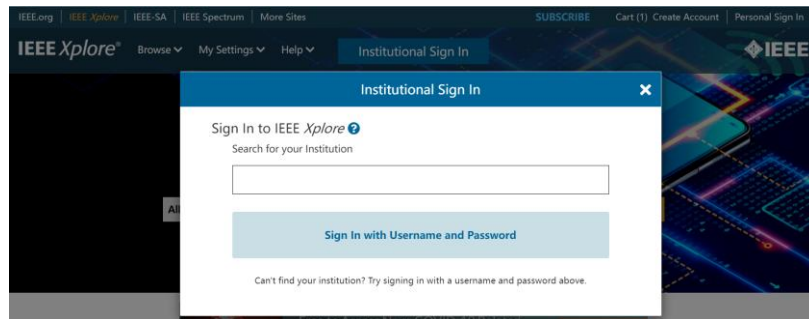 IEEE.org IEEE Xplore IEEE-SA IEEE Spectrum More Sites SUBSCRIBE Cart (1) Create Account Personal Sign In
IEEE Xplore® Browse My Settings Help Institutional Sign In IEEE
Institutional Sign In
Sign In to IEEE Xplore
Search for your Institution
All
Sign In with Username and Password
Can't find your institution? Try signing in with a username and password above.